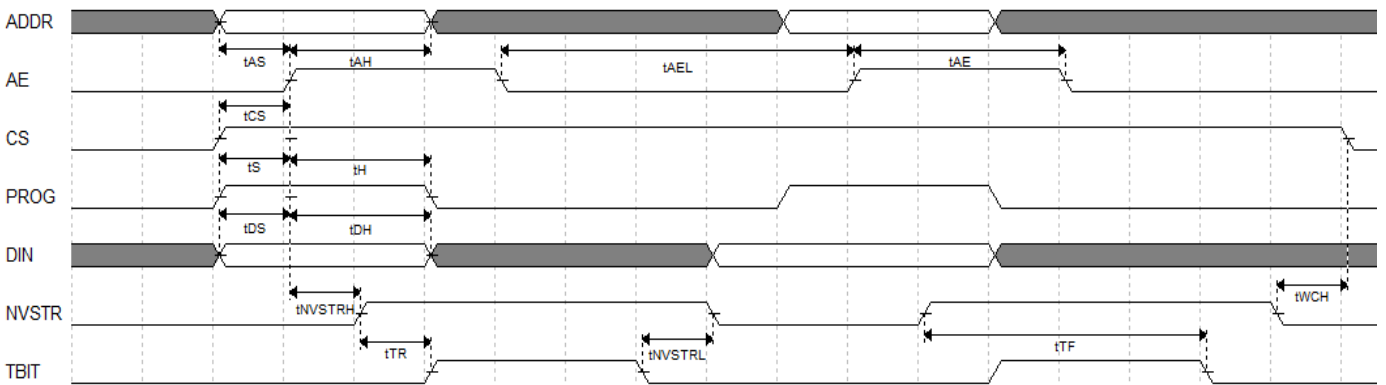 ADDR
tAS
tAH
tAEL
tAE
AE
tCS
CS
tS
tH
PROG
tDS
tDH
DIN
tNVSTRH
tWCH
NVSTR
tTR
tNVSTRL
tTF
TBIT